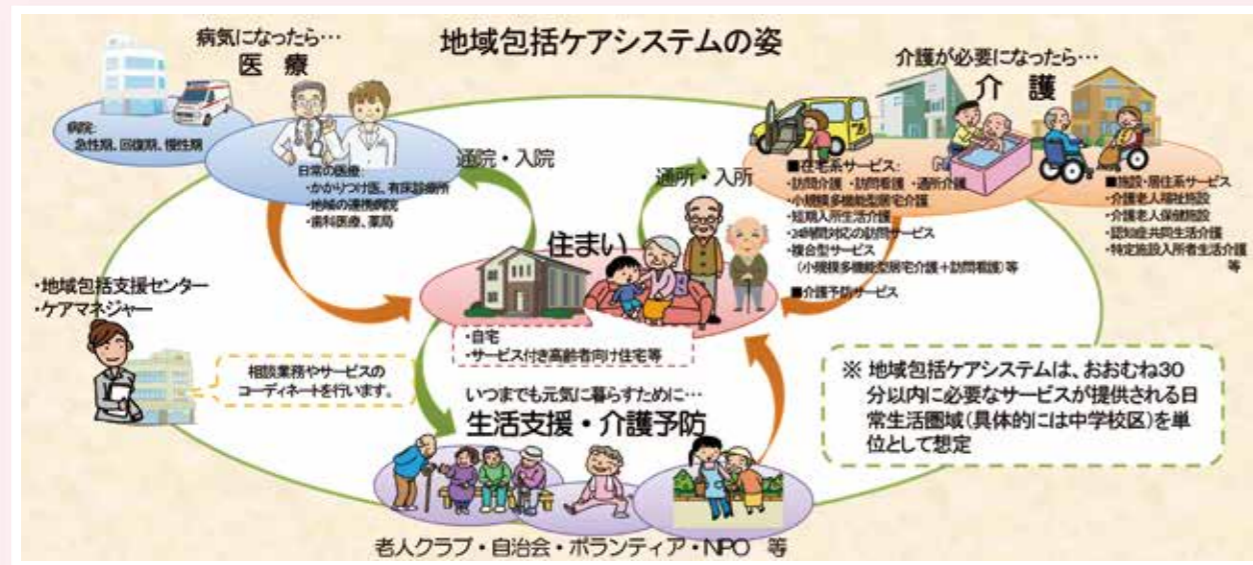 地域包括ケアシステムの姿
病気になったら…
医 療
病院:
急性期、回復期、慢性期
日常の医療:
・かかりつけ医、有床診療所
・地域の連携病院
・歯科医療、薬局
通院・入院
通所・入所
介護が必要になったら…
介 護
■在宅系サービス:
・訪問介護 ・訪問看護 ・通所介護
・小規模多機能型居宅介護
・短期入所生活介護
・24時間対応の訪問サービス
・複合型サービス
(小規模多機能型居宅介護+訪問看護)等
■介護予防サービス
■施設・居住系サービス
・介護老人福祉施設
・介護老人保健施設
・認知症共同生活介護
・特定施設入所者生活介護
等
住まい
・自宅
・サービス付き高齢者向け住宅等
・地域包括支援センター
・ケアマネジャー
相談業務やサービスの
コーディネートを行います。
いつまでも元気に暮らすために…
生活支援・介護予防
老人クラブ・自治会・ボランティア・NPO 等
※ 地域包括ケアシステムは、おおむね30
分以内に必要なサービスが提供される日
常生活圏域(具体的には中学校区)を単
位として想定